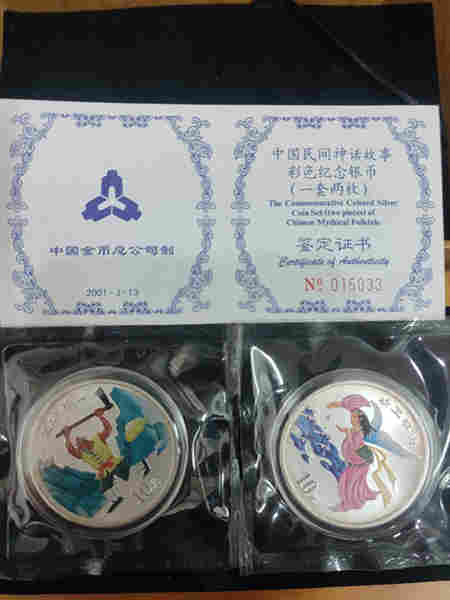 中国金币总公司制
2001-1-13
中国民间神话故事
彩色纪念银币
（一套两枚）
The Commemorative Colored Silver
Coin Set (two pieces) of
Chinese Mythical Folktale
鉴定证书
Certificate of Authenticity
№ 015033
10元
10元